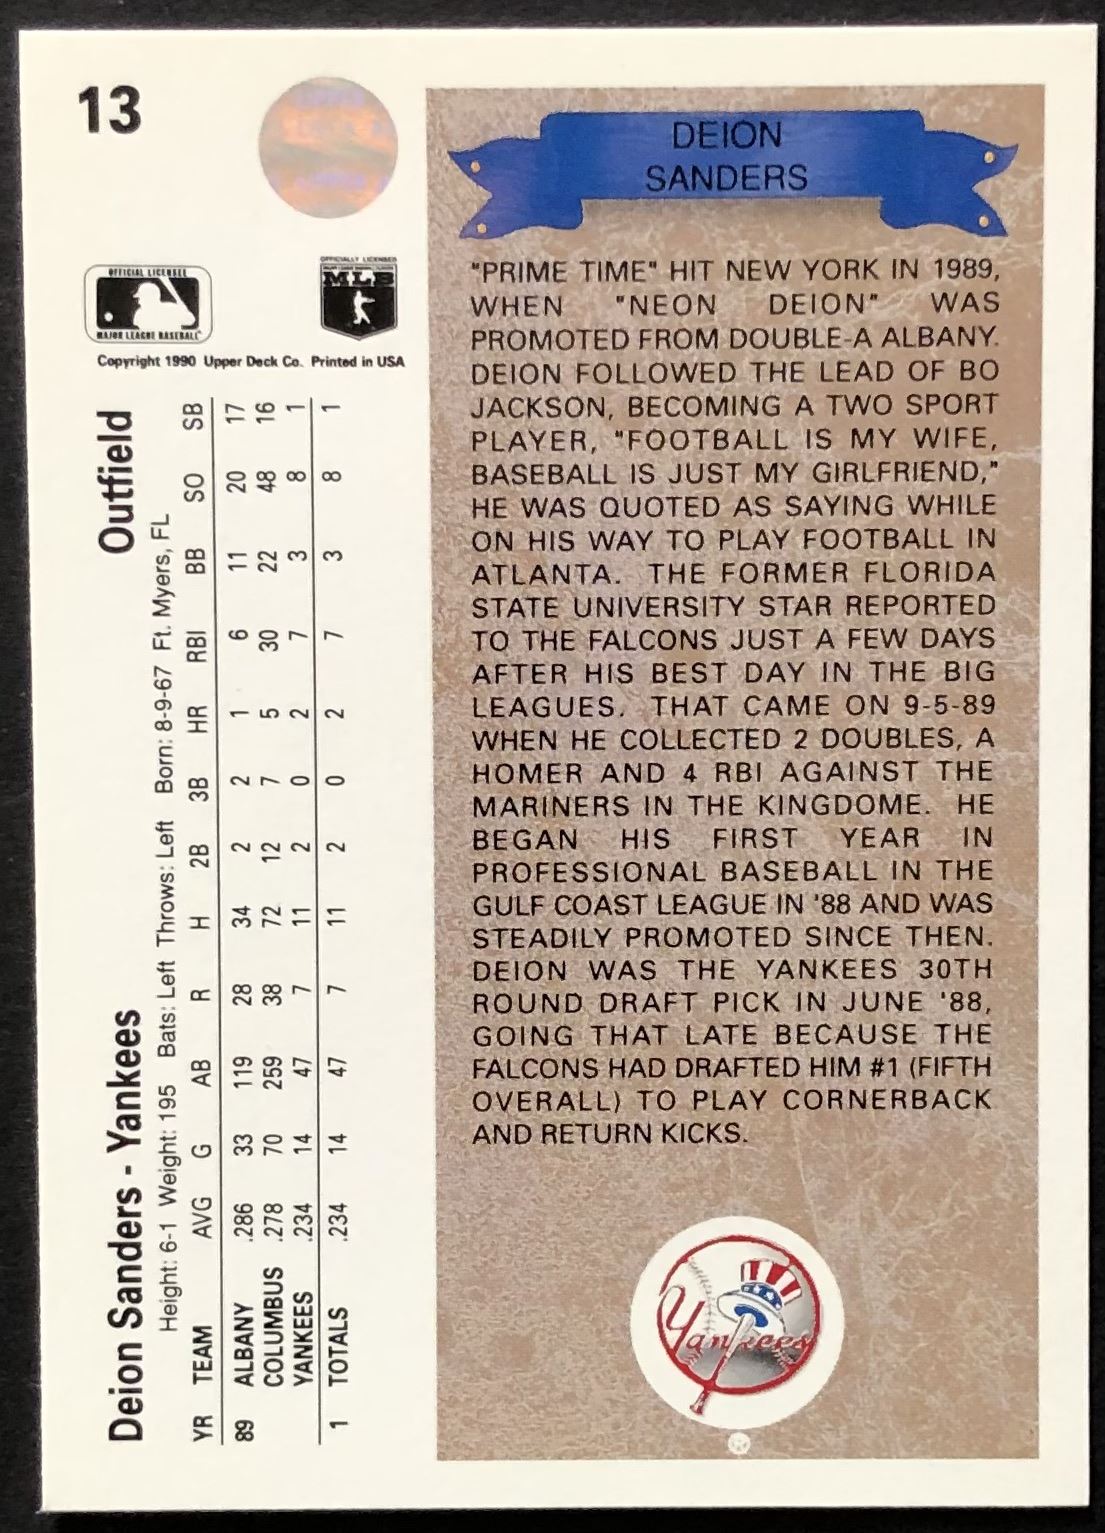 13
OFFICIAL LICENSEE
MAJOR LEAGUE BASEBALL
OFFICIALLY LICENSED
MLB
Copyright 1990 Upper Deck Co. Printed in USA
Deion Sanders - Yankees Outfield
Height: 6-1 Weight: 195 Bats: Left Throws: Left Born: 8-9-67 Ft. Myers, FL
YR TEAM AVG G AB R H 2B 3B HR RBI BB SO SB
89 ALBANY .286 33 119 28 34 2 2 1 6 11 20 17
COLUMBUS .278 70 259 38 72 12 7 5 30 22 48 16
YANKEES .234 14 47 7 11 2 0 2 7 3 8 1
1 TOTALS .234 14 47 7 11 2 0 2 7 3 8 1
DEION
SANDERS
"PRIME TIME" HIT NEW YORK IN 1989,
WHEN "NEON DEION" WAS
PROMOTED FROM DOUBLE-A ALBANY.
DEION FOLLOWED THE LEAD OF BO
JACKSON, BECOMING A TWO SPORT
PLAYER, "FOOTBALL IS MY WIFE,
BASEBALL IS JUST MY GIRLFRIEND,"
HE WAS QUOTED AS SAYING WHILE
ON HIS WAY TO PLAY FOOTBALL IN
ATLANTA. THE FORMER FLORIDA
STATE UNIVERSITY STAR REPORTED
TO THE FALCONS JUST A FEW DAYS
AFTER HIS BEST DAY IN THE BIG
LEAGUES. THAT CAME ON 9-5-89
WHEN HE COLLECTED 2 DOUBLES, A
HOMER AND 4 RBI AGAINST THE
MARINERS IN THE KINGDOME. HE
BEGAN HIS FIRST YEAR IN
PROFESSIONAL BASEBALL IN THE
GULF COAST LEAGUE IN '88 AND WAS
STEADILY PROMOTED SINCE THEN.
DEION WAS THE YANKEES 30TH
ROUND DRAFT PICK IN JUNE '88,
GOING THAT LATE BECAUSE THE
FALCONS HAD DRAFTED HIM #1 (FIFTH
OVERALL) TO PLAY CORNERBACK
AND RETURN KICKS.
Yankees